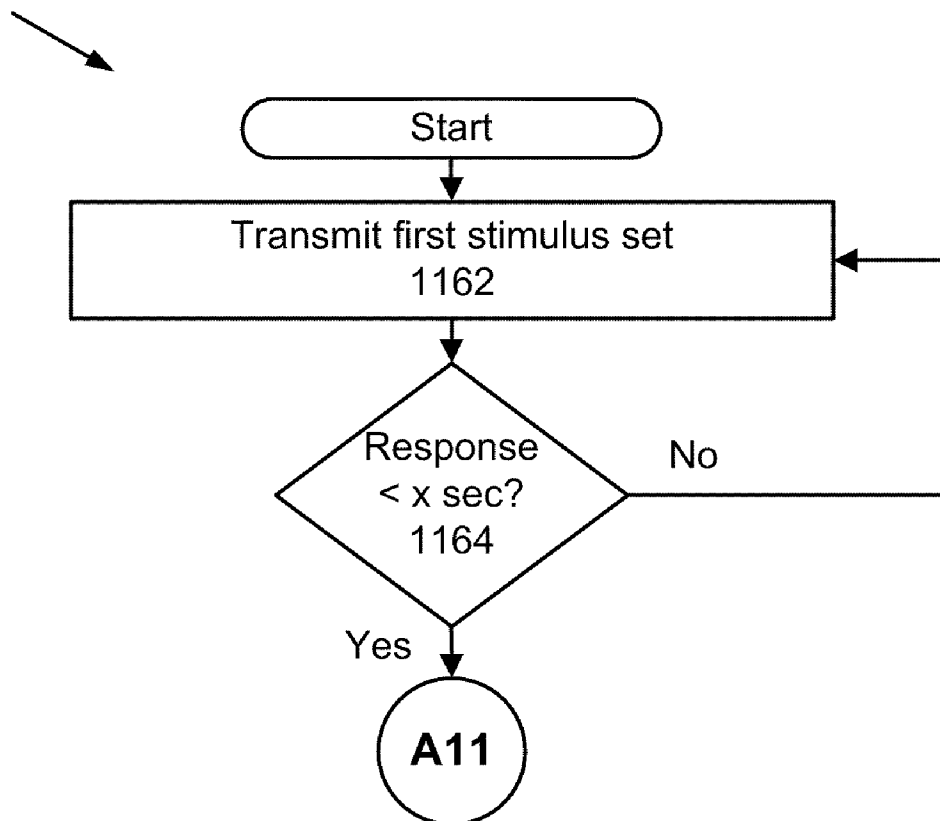 Start
Transmit first stimulus set
1162
Response
< x sec?
1164
No
Yes
A11